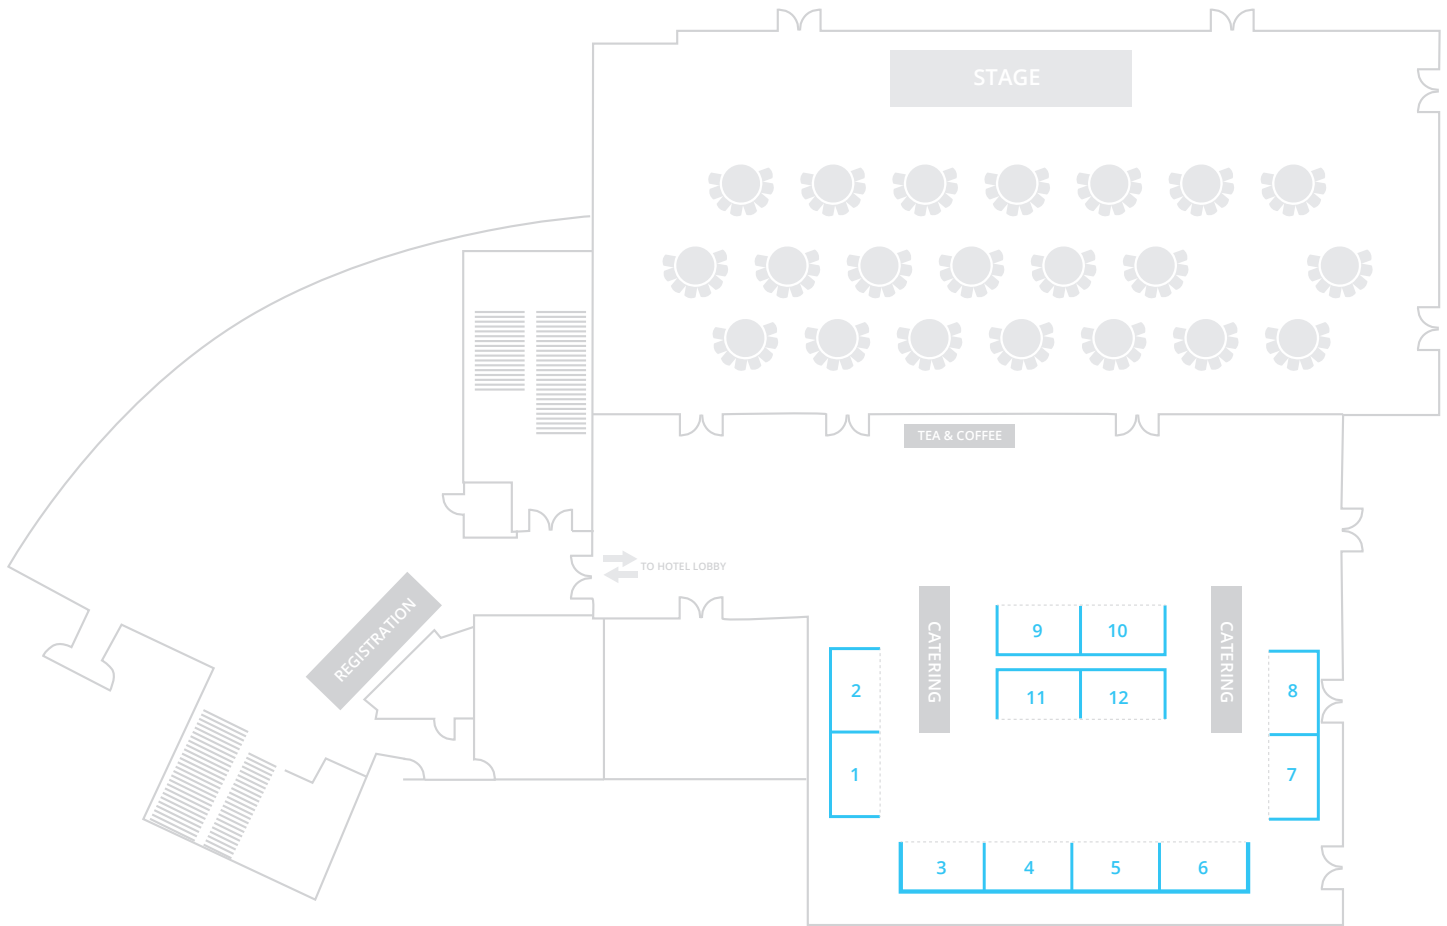 STAGE
TEA & COFFEE
TO HOTEL LOBBY
REGISTRATION
CATERING
CATERING
9
10
11
12
2
1
8
7
3
4
5
6